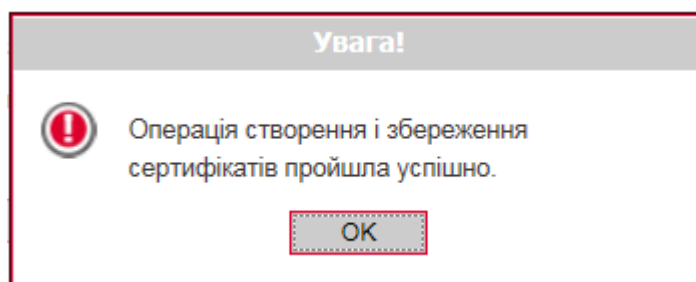 Увага!
Операція створення і збереження
сертифікатів пройшла успішно.
OK